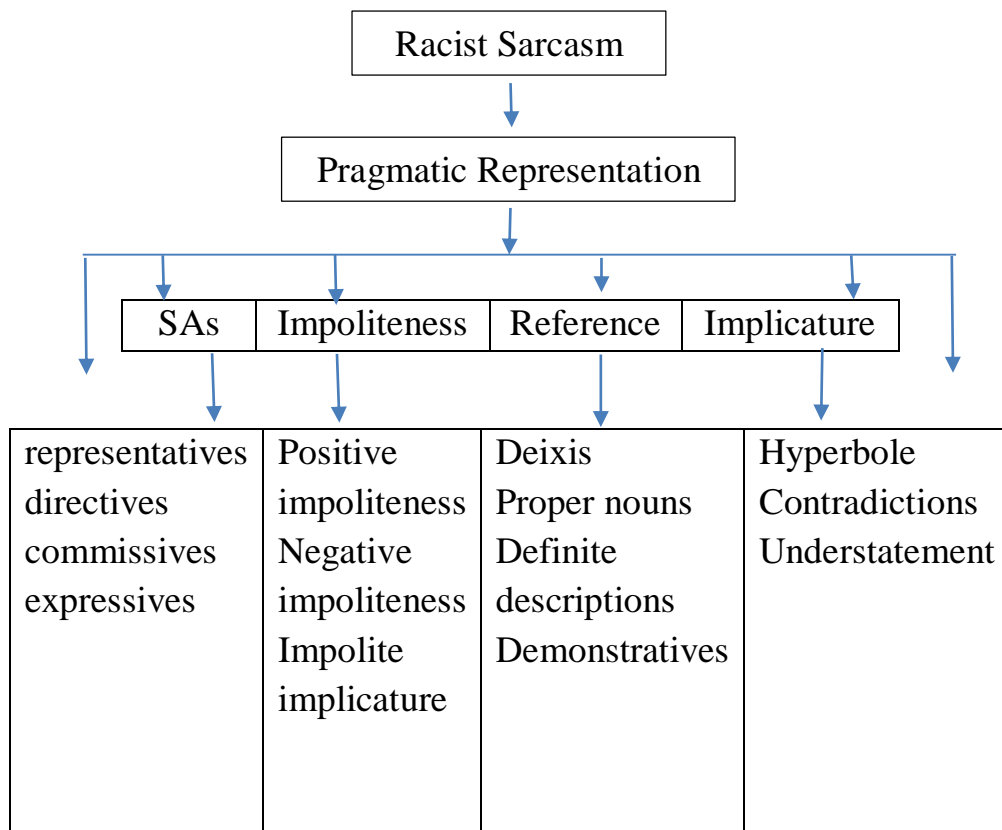 Racist Sarcasm
Pragmatic Representation
SAs
Impoliteness
Reference
Implicature
representatives
directives
commissives
expressives
Positive
impoliteness
Negative
impoliteness
Impolite
implicature
Deixis
Proper nouns
Definite
descriptions
Demonstratives
Hyperbole
Contradictions
Understatement